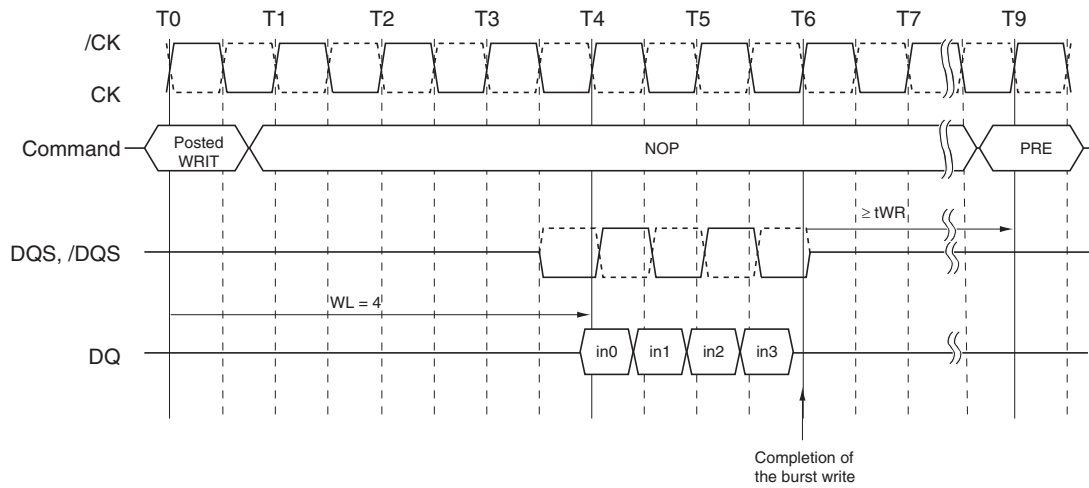 T0 T1 T2 T3 T4 T5 T6 T7 T9
/CK
CK
Command
Posted
WRIT
NOP
PRE
≥ tWR
DQS, /DQS
WL = 4
DQ
in0 in1 in2 in3
Completion of
the burst write